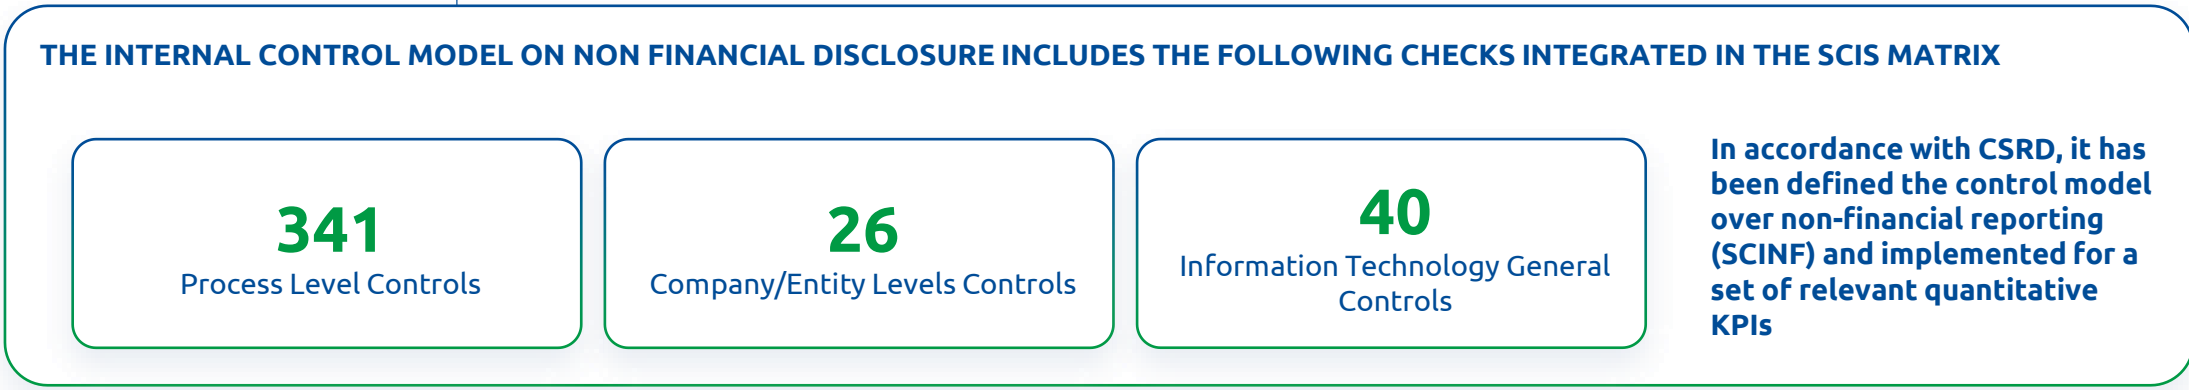 THE INTERNAL CONTROL MODEL ON NON FINANCIAL DISCLOSURE INCLUDES THE FOLLOWING CHECKS INTEGRATED IN THE SCIS MATRIX
341
Process Level Controls
26
Company/Entity Levels Controls
40
Information Technology General
Controls
In accordance with CSRD, it has
been defined the control model
over non-financial reporting
(SCINF) and implemented for a
set of relevant quantitative
KPIs